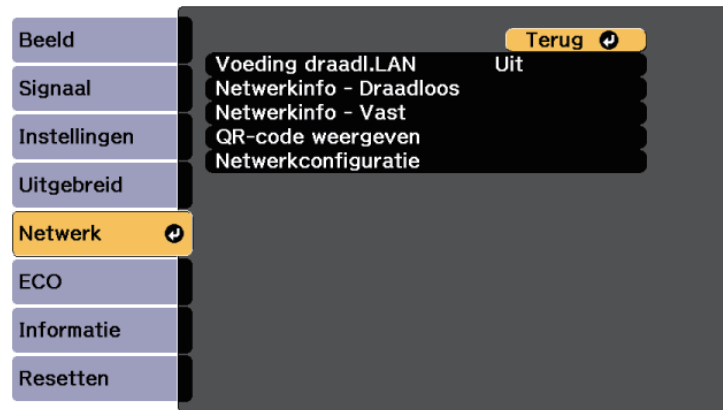 Beeld
Signaal
Instellingen
Uitgebreid
Netwerk
ECO
Informatie
Resetten
Terug
Voeding draadl.LAN Uit
Netwerkinfo - Draadloos
Netwerkinfo - Vast
QR-code weergeven
Netwerkconfiguratie